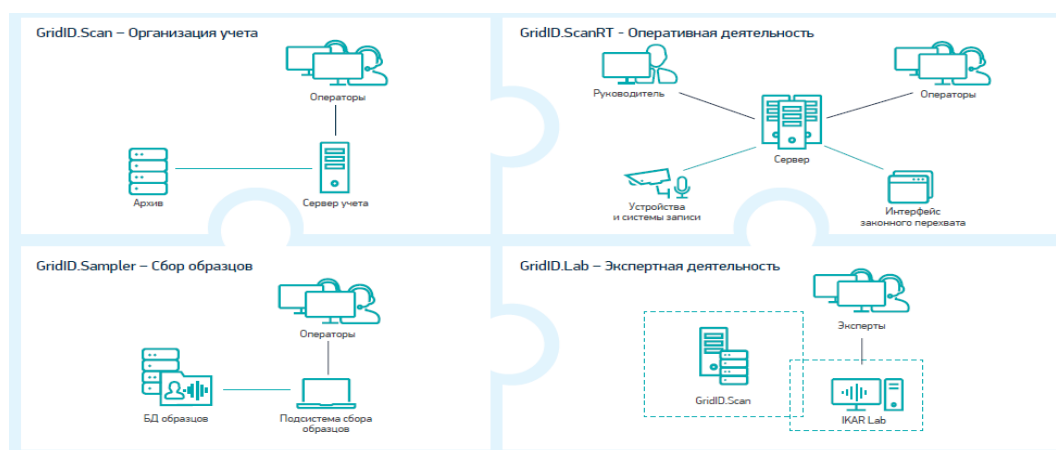 GridID.Scan – Организация учета
Операторы
Архив
Сервер учета
GridID.ScanRT - Оперативная деятельность
Руководитель
Операторы
Сервер
Устройства
и системы записи
Интерфейс
законного перехвата
GridID.Sampler – Сбор образцов
Операторы
БД образцов
Подсистема сбора
образцов
GridID.Lab – Экспертная деятельность
Эксперты
GridID.Scan
IKAR Lab